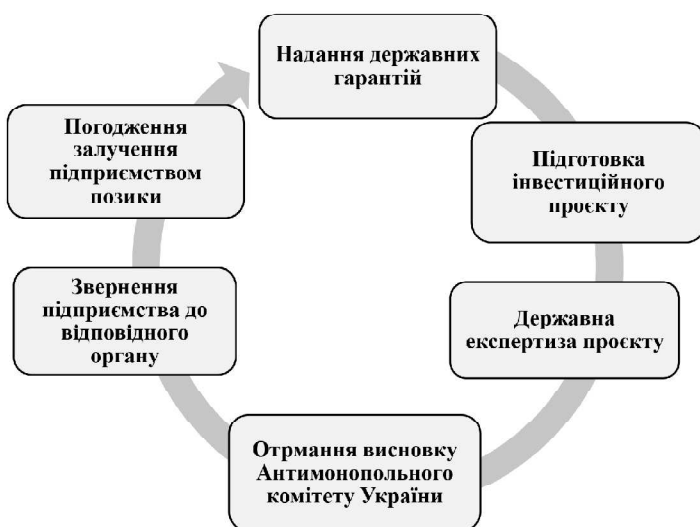 Надання державних
гарантій
Підготовка
інвестиційного
проєкту
Державна
експертиза проєкту
Отрмання висновку
Антимонопольного
комітету України
Звернення
підприємства до
відповідного
органу
Погодження
залучення
підприємством
позики